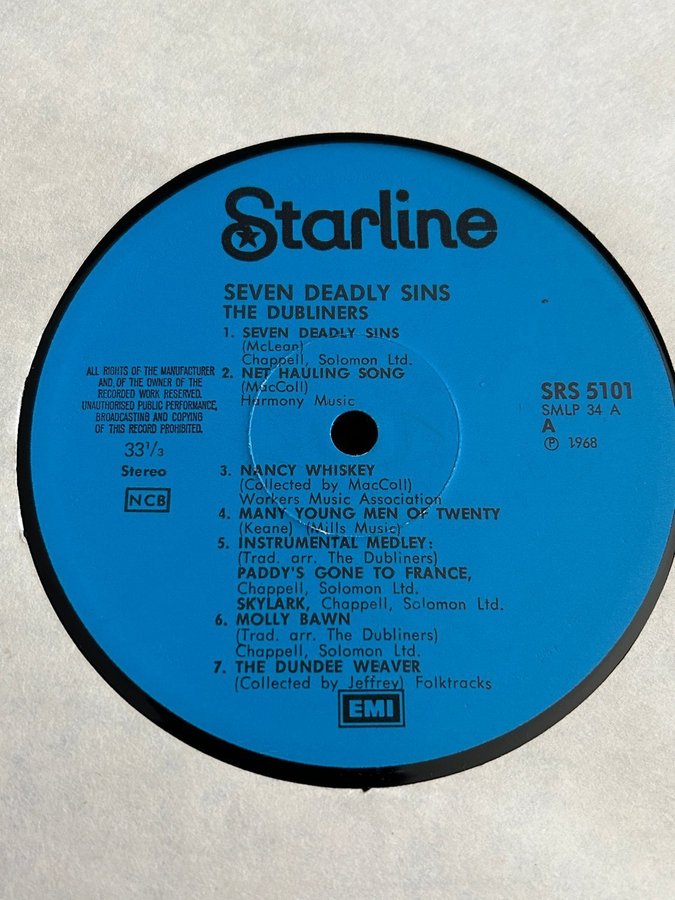 Starline
SEVEN DEADLY SINS
THE DUBLINERS
1. SEVEN DEADLY SINS
(McLean)
Chappell, Solomon Ltd.
2. NET HAULING SONG
(MacColl)
Harmony Music
ALL RIGHTS OF THE MANUFACTURER
AND OF THE OWNER OF THE
RECORDED WORK RESERVED.
UNAUTHORISED PUBLIC PERFORMANCE,
BROADCASTING AND COPYING
OF THIS RECORD PROHIBITED.
33⅓
Stereo
NCB
SRS 5101
SMLP 34 A
A
℗ 1968
3. NANCY WHISKEY
(Collected by MacColl)
Workers Music Association
4. MANY YOUNG MEN OF TWENTY
(Keane) (Mills Music)
5. INSTRUMENTAL MEDLEY:
(Trad. arr. The Dubliners)
PADDY'S GONE TO FRANCE,
Chappell, Solomon Ltd.
SKYLARK, Chappell, Solomon Ltd.
6. MOLLY BAWN
(Trad. arr. The Dubliners)
Chappell, Solomon Ltd.
7. THE DUNDEE WEAVER
(Collected by Jeffrey) Folktracks
EMI